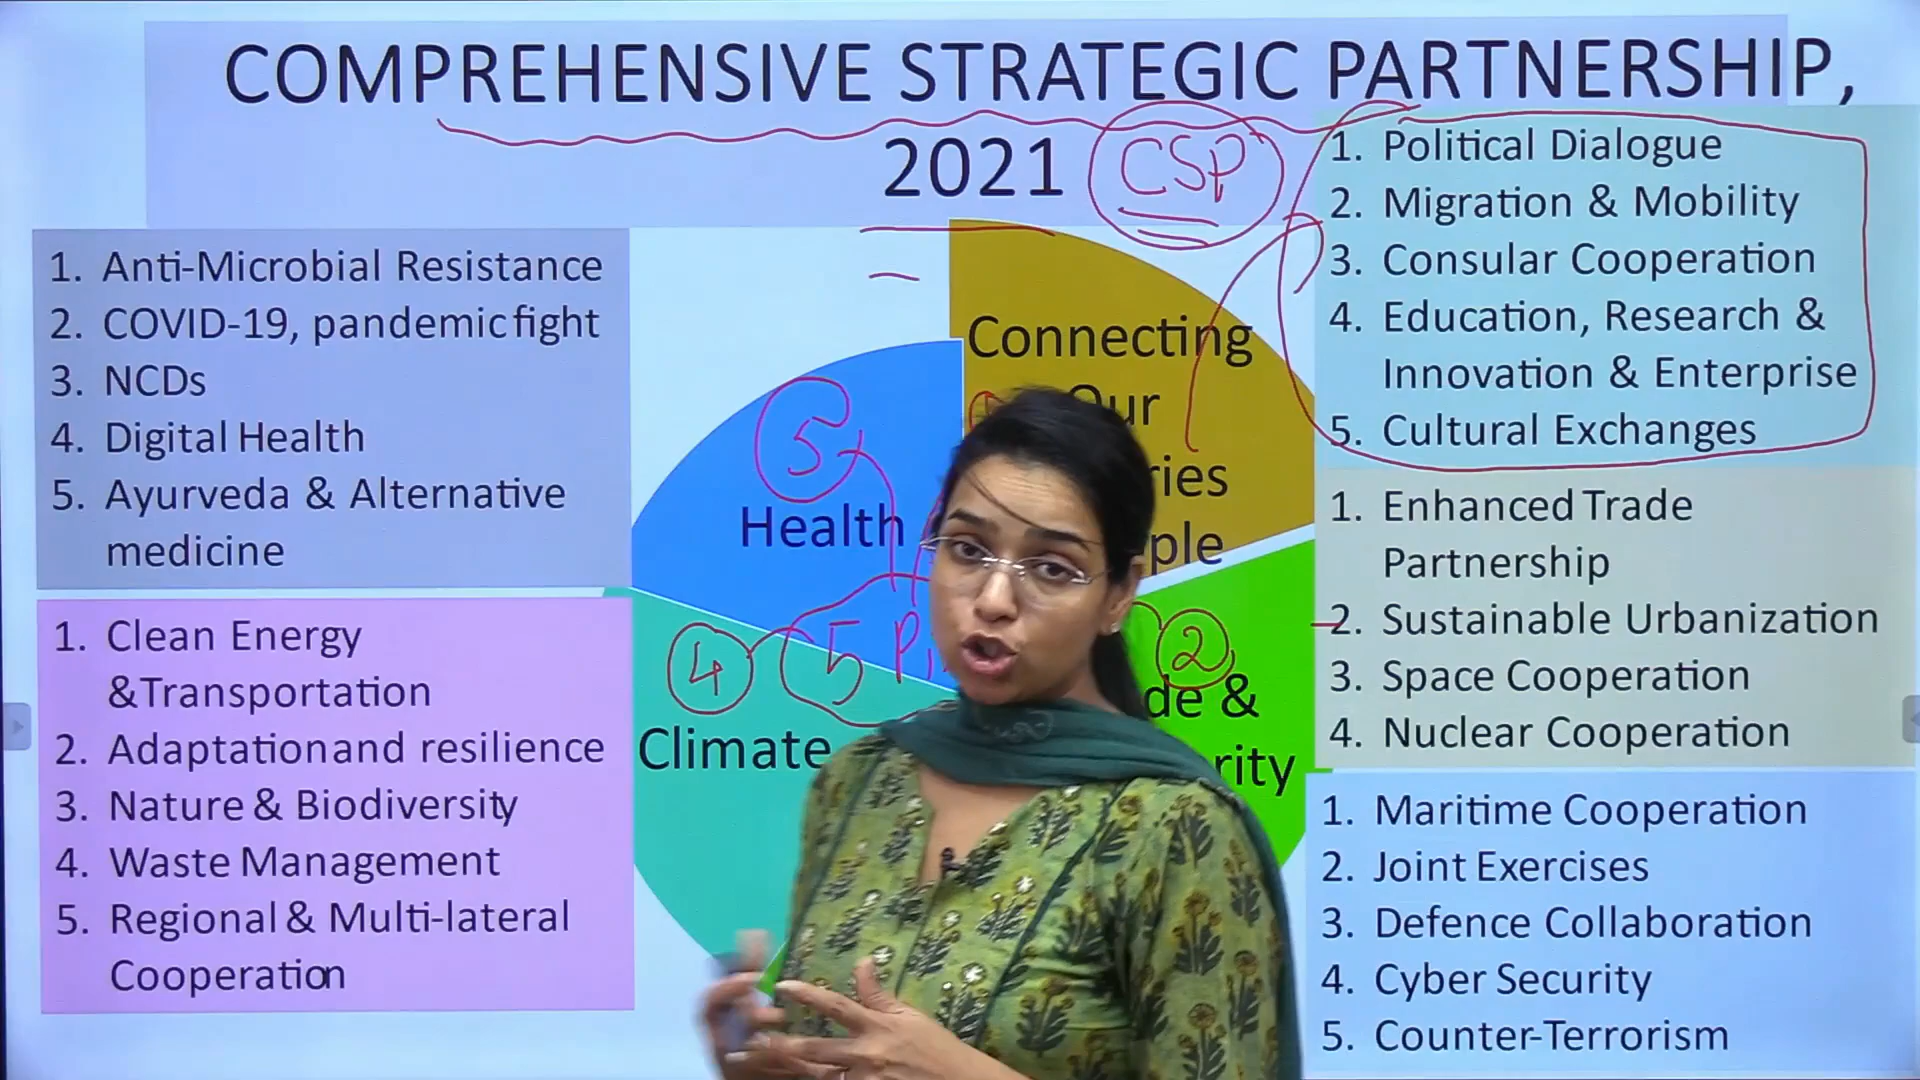 COMPREHENSIVE STRATEGIC PARTNERSHIP,
2021
CSP
1. Anti-Microbial Resistance
2. COVID-19, pandemic fight
3. NCDs
4. Digital Health
5. Ayurveda & Alternative
medicine
1. Clean Energy
&Transportation
2. Adaptation and resilience
3. Nature & Biodiversity
4. Waste Management
5. Regional & Multi-lateral
Cooperation
Connecting
5
Health
4
5
2
Climate
&
1. Political Dialogue
2. Migration & Mobility
3. Consular Cooperation
4. Education, Research &
Innovation & Enterprise
5. Cultural Exchanges
1. Enhanced Trade
Partnership
2. Sustainable Urbanization
3. Space Cooperation
4. Nuclear Cooperation
1. Maritime Cooperation
2. Joint Exercises
3. Defence Collaboration
4. Cyber Security
5. Counter-Terrorism